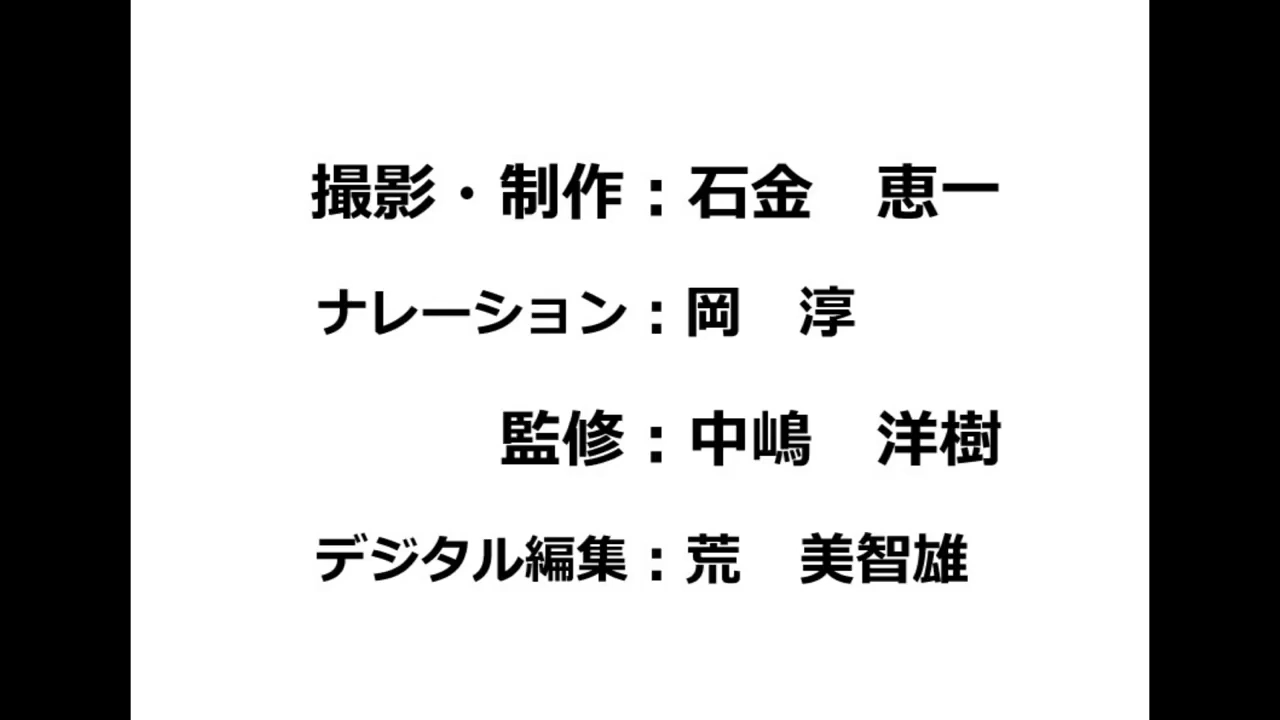 撮影・制作：石金　恵一
ナレーション：岡　淳
監修：中嶋　洋樹
デジタル編集：荒　美智雄